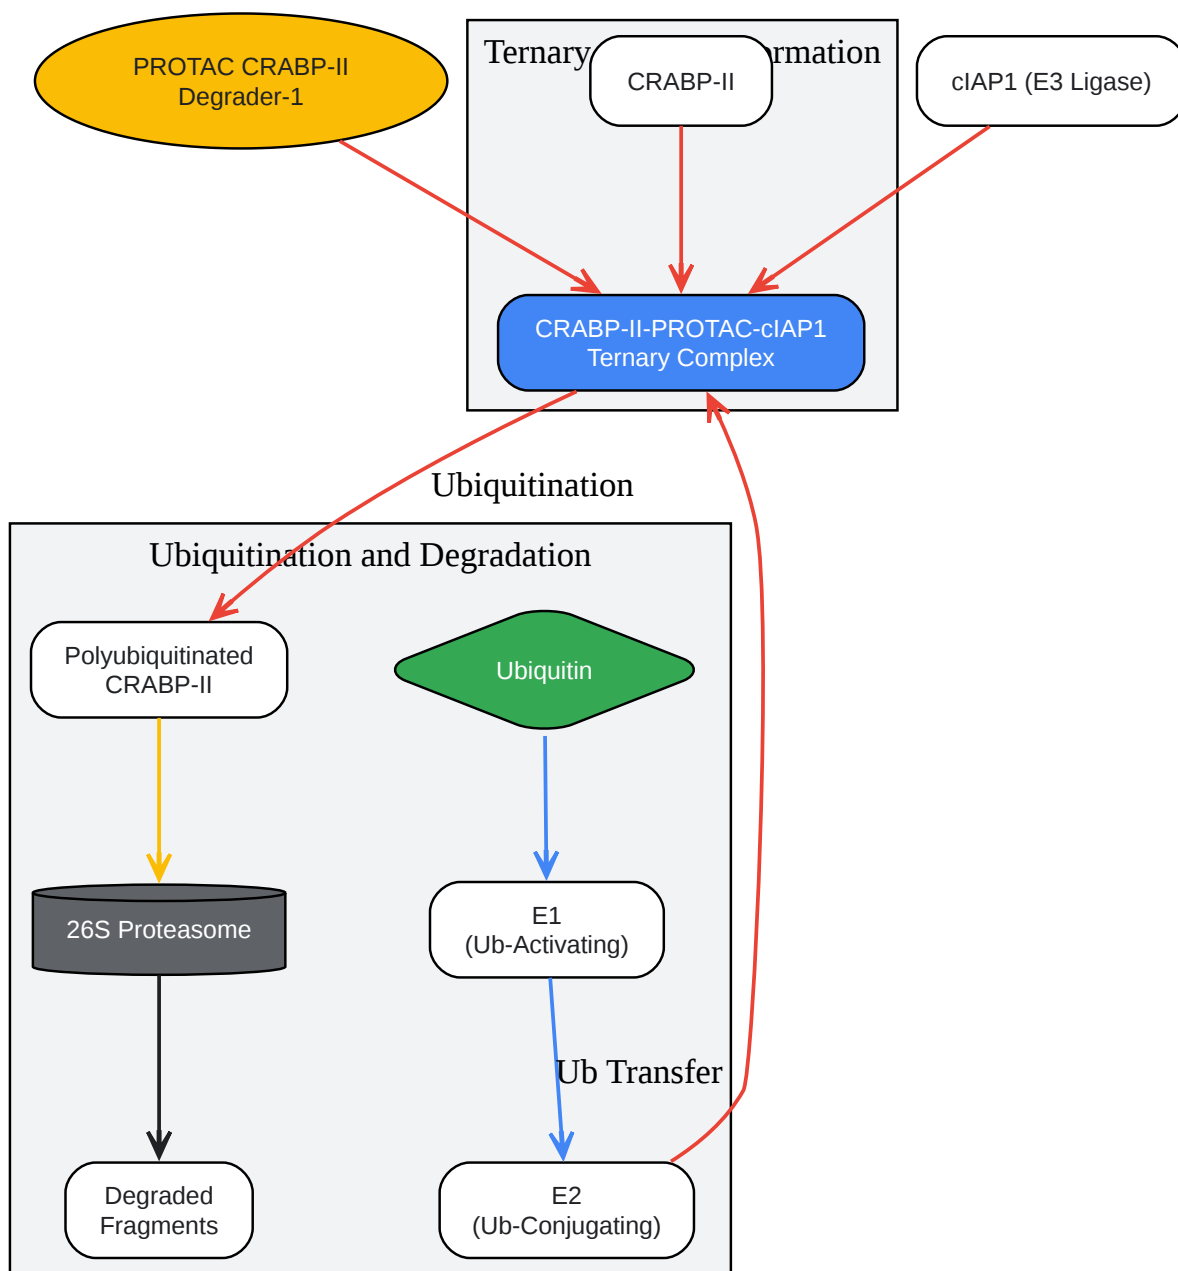 PROTAC CRABP-II
Degrader-1
Ternary
rmation
CRABP-II
cIAP1 (E3 Ligase)
CRABP-II-PROTAC-cIAP1
Ternary Complex
Ubiquitination
Ubiquitination and Degradation
Polyubiquitinated
CRABP-II
Ubiquitin
26S Proteasome
E1
(Ub-Activating)
Ub Transfer
Degraded
Fragments
E2
(Ub-Conjugating)